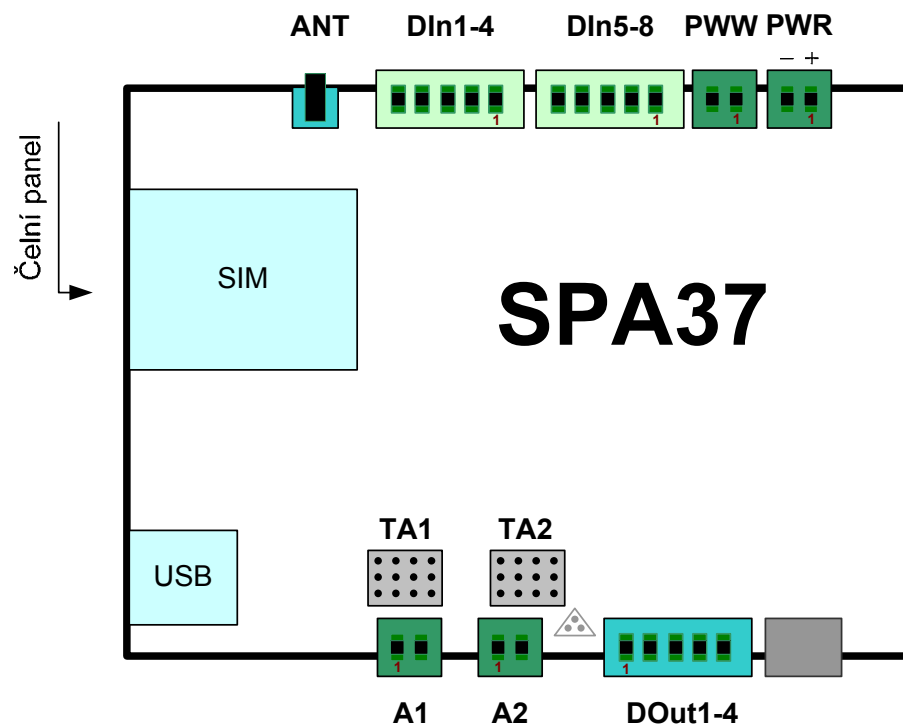 ANT DIn1-4 DIn5-8 PWW PWR
− +
1 1 1 1
Čelní panel
SIM
SPA37
TA1 TA2
USB
1 1 1
A1 A2 DOut1-4